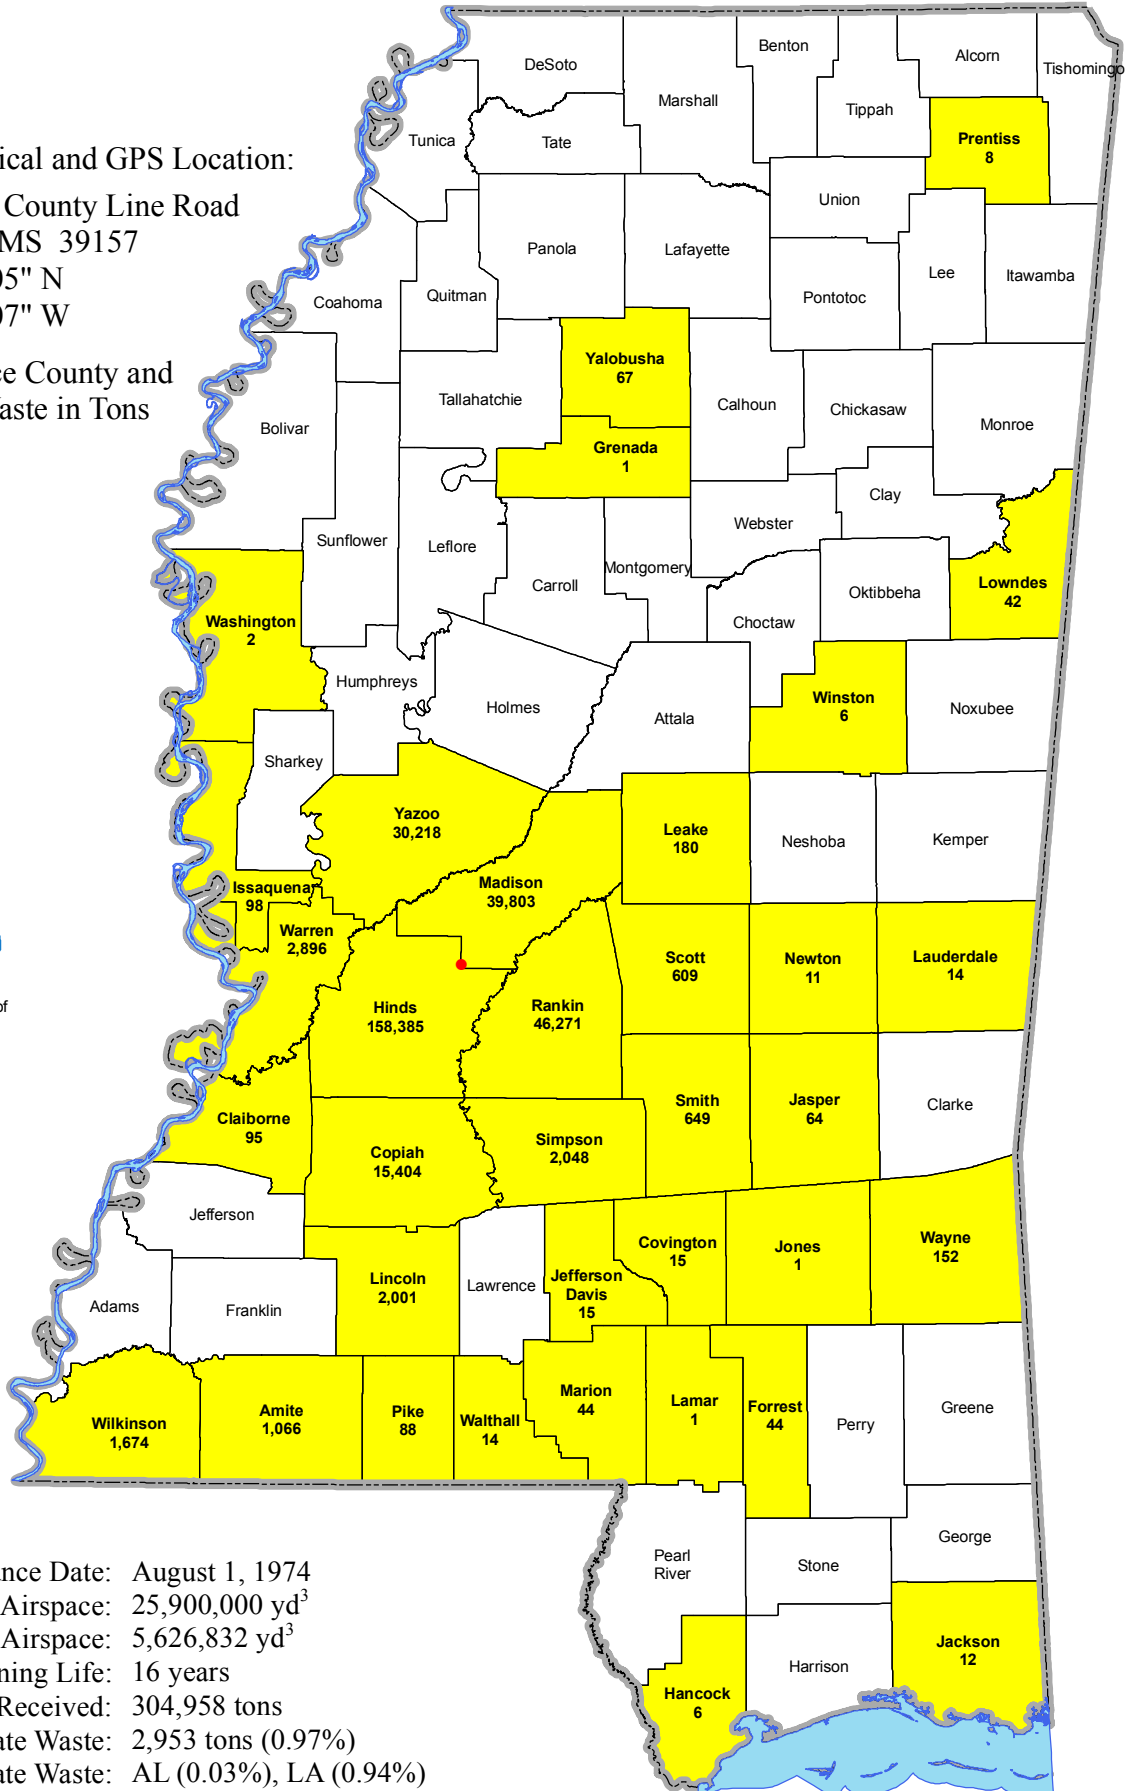 DeSoto
Benton
Alcorn
Tishomingo
Marshall
Tippah
Tunica
Tate
Prentiss
8
ical and GPS Location:
County Line Road
MS 39157
05" N
07" W
ce County and
Waste in Tons
Union
Panola
Lafayette
Lee
Itawamba
Coahoma
Quitman
Pontotoc
Yalobusha
67
Tallahatchie
Calhoun
Chickasaw
Monroe
Bolivar
Grenada
1
Clay
Webster
Sunflower
Leflore
Carroll
Montgomery
Oktibbeha
Lowndes
42
Washington
2
Choctaw
Humphreys
Holmes
Attala
Winston
6
Noxubee
Sharkey
Yazoo
30,218
Leake
180
Neshoba
Kemper
Issaquena
98
Madison
39,803
Warren
2,896
Scott
609
Newton
11
Lauderdale
14
of
Hinds
158,385
Rankin
46,271
Smith
649
Jasper
64
Clarke
Claiborne
95
Copiah
15,404
Simpson
2,048
Jefferson
Covington
15
Jones
1
Wayne
152
Lincoln
2,001
Lawrence
Jefferson
Davis
15
Adams
Franklin
Wilkinson
1,674
Amite
1,066
Pike
88
Walthall
14
Marion
44
Lamar
1
Forrest
44
Perry
Greene
Pearl
River
Stone
George
Harrison
Jackson
12
Hancock
6
nce Date: August 1, 1974
Airspace: 25,900,000 yd³
Airspace: 5,626,832 yd³
ning Life: 16 years
Received: 304,958 tons
ate Waste: 2,953 tons (0.97%)
ate Waste: AL (0.03%), LA (0.94%)